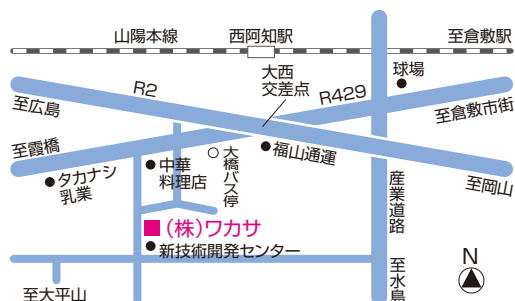 山陽本線
西阿知駅
至倉敷駅
大西
交差点
球場
R2
R429
至広島
至倉敷市街
至霞橋
大橋バス停
福山通運
中華
料理店
タカナシ
乳業
至岡山
産業道路
(株)ワカサ
新技術開発センター
N
至水島
至大平山